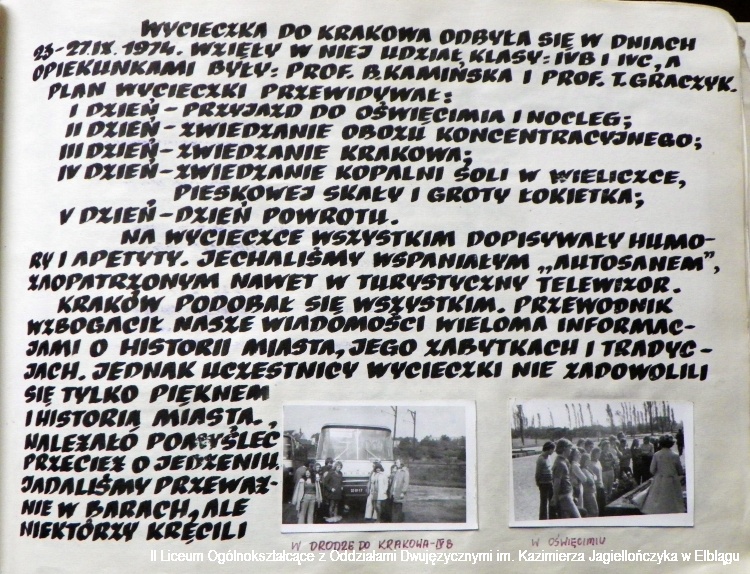 WYCIECZKA DO KRAKOWA ODBYŁA SIĘ W DNIACH
23-27.IX.1974. WZIĘŁY W NIEJ UDZIAŁ KLASY: IVB I IVC, A
OPIEKUNKAMI BYŁY: PROF. B.KAMIŃSKA I PROF. T.GRACZYK.
PLAN WYCIECZKI PRZEWIDYWAŁ:
I DZIEŃ - PRZYJAZD DO OŚWIĘCIMIA I NOCLEG;
II DZIEŃ - ZWIEDZANIE OBOZU KONCENTRACYJNEGO;
III DZIEŃ - ZWIEDZANIE KRAKOWA;
IV DZIEŃ - ZWIEDZANIE KOPALNI SOLI W WIELICZCE,
PIESKOWEJ SKAŁY I GROTY ŁOKIETKA;
V DZIEŃ - DZIEŃ POWROTU.
NA WYCIECZCE WSZYSTKIM DOPISYWAŁY HUMO-
RY I APETYTY. JECHALIŚMY WSPANIAŁYM „AUTOSANEM",
ZAOPATRZONYM NAWET W TURYSTYCZNY TELEWIZOR.
KRAKÓW PODOBAŁ SIĘ WSZYSTKIM. PRZEWODNIK
WZBOGACIŁ NASZE WIADOMOŚCI WIELOMA INFORMAC-
JAMI O HISTORII MIASTA, JEGO ZABYTKACH I TRADYC-
JACH. JEDNAK UCZESTNICY WYCIECZKI NIE ZADOWOLILI
SIĘ TYLKO PIĘKNEM
I HISTORIĄ MIASTA.,
NALEŻAŁO POMYŚLEĆ
PRZECIEŻ O JEDZENIU.
JADALIŚMY PRZEWAŻ-
NIE W BARACH, ALE
NIEKTÓRZY KRĘCILI
W DRODZE DO KRAKOWA - IVB
W OŚWIĘCIMIU
II Liceum Ogólnokształcące z Oddziałami Dwujęzycznymi im. Kazimierza Jagiellończyka w Elblągu